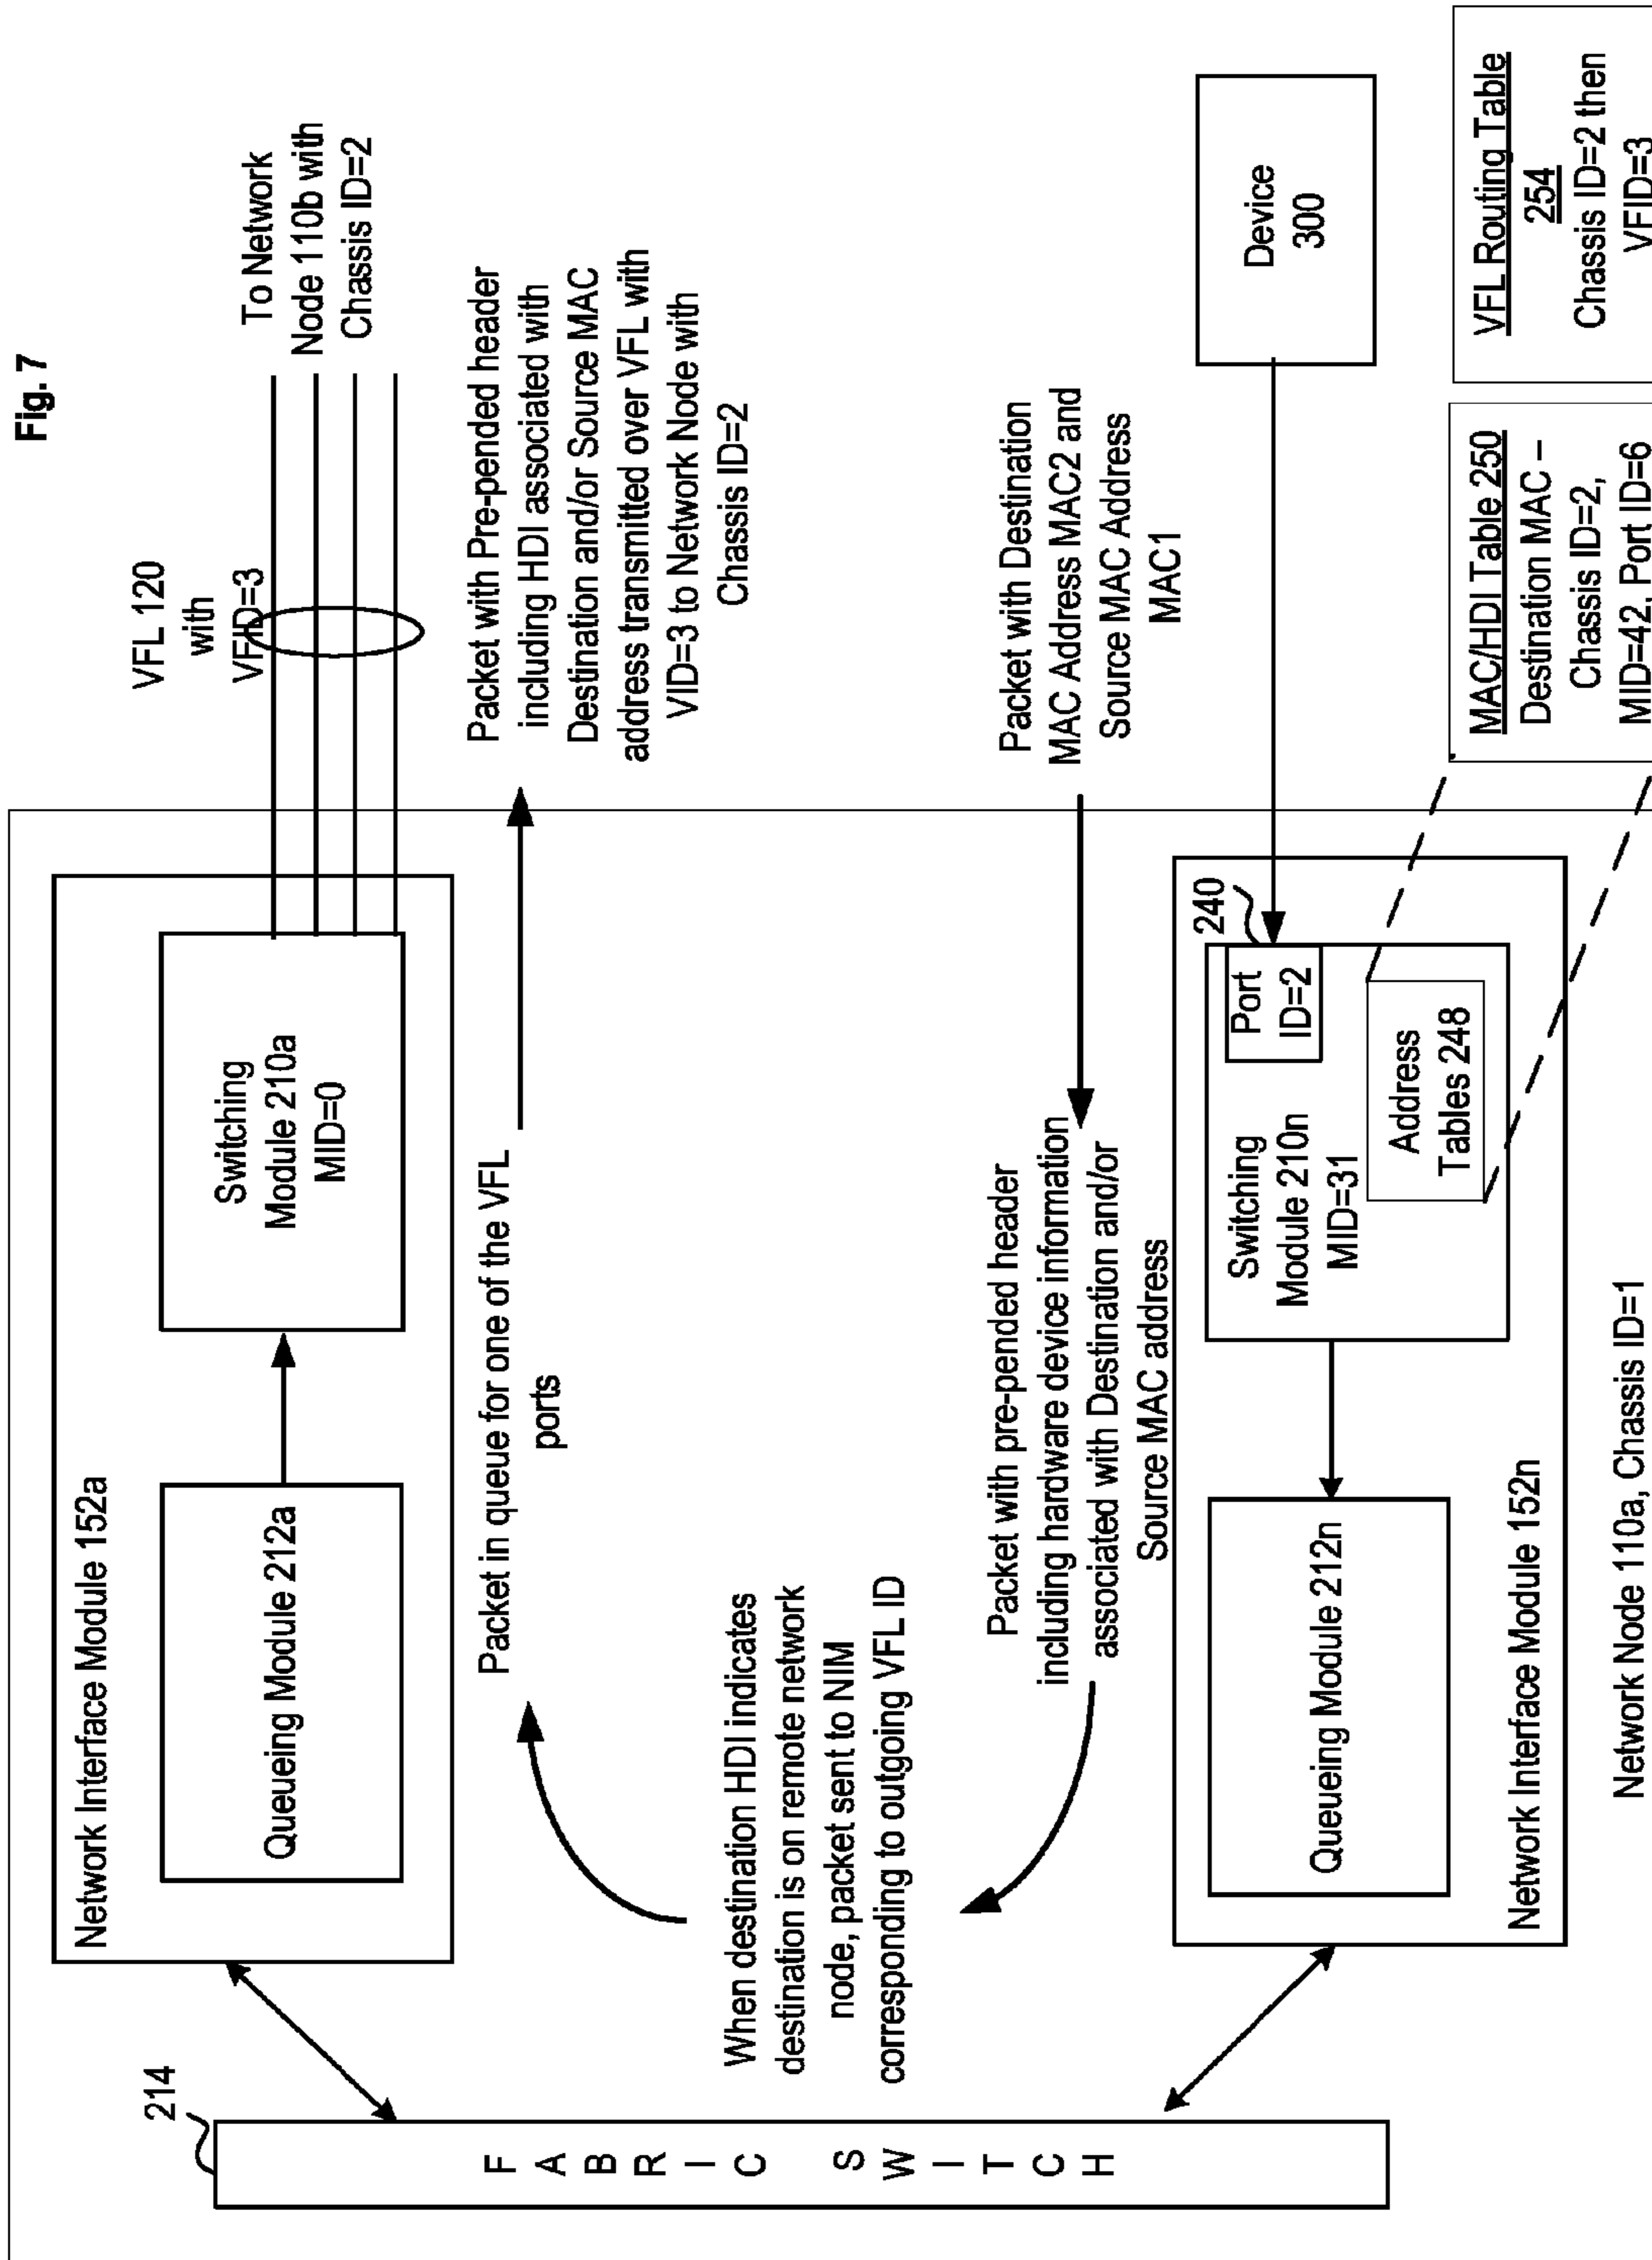 Fig. 7
214
FABRIC SWITCH
Network Interface Module 152a
Queueing Module 212a
Switching
Module 210a
MID=0
VFL 120
with
VFID=3
To Network
Node 110b with
Chassis ID=2
Packet in queue for one of the VFL
ports
Packet with Pre-pended header
including HDI associated with
Destination and/or Source MAC
address transmitted over VFL with
VID=3 to Network Node with
Chassis ID=2
When destination HDI indicates
destination is on remote network
node, packet sent to NIM
corresponding to outgoing VFL ID
Packet with pre-pended header
including hardware device information
associated with Destination and/or
Source MAC address
Packet with Destination
MAC Address MAC2 and
Source MAC Address
MAC1
Device
300
240
Port
ID=2
Switching
Module 210n
MID=31
Address
Tables 248
Queueing Module 212n
Network Interface Module 152n
MAC/HDI Table 250
Destination MAC –
Chassis ID=2,
MID=42, Port ID=6
VFL Routing Table
254
Chassis ID=2 then
VFID=3
Network Node 110a, Chassis ID=1